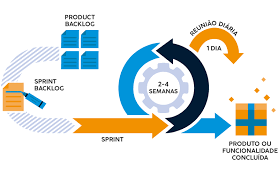 PRODUCT
BACKLOG
SPRINT
BACKLOG
2-4
SEMANAS
REUNIÃO DIÁRIA
1 DIA
SPRINT
PRODUTO OU
FUNCIONALIDADE
CONCLUÍDA